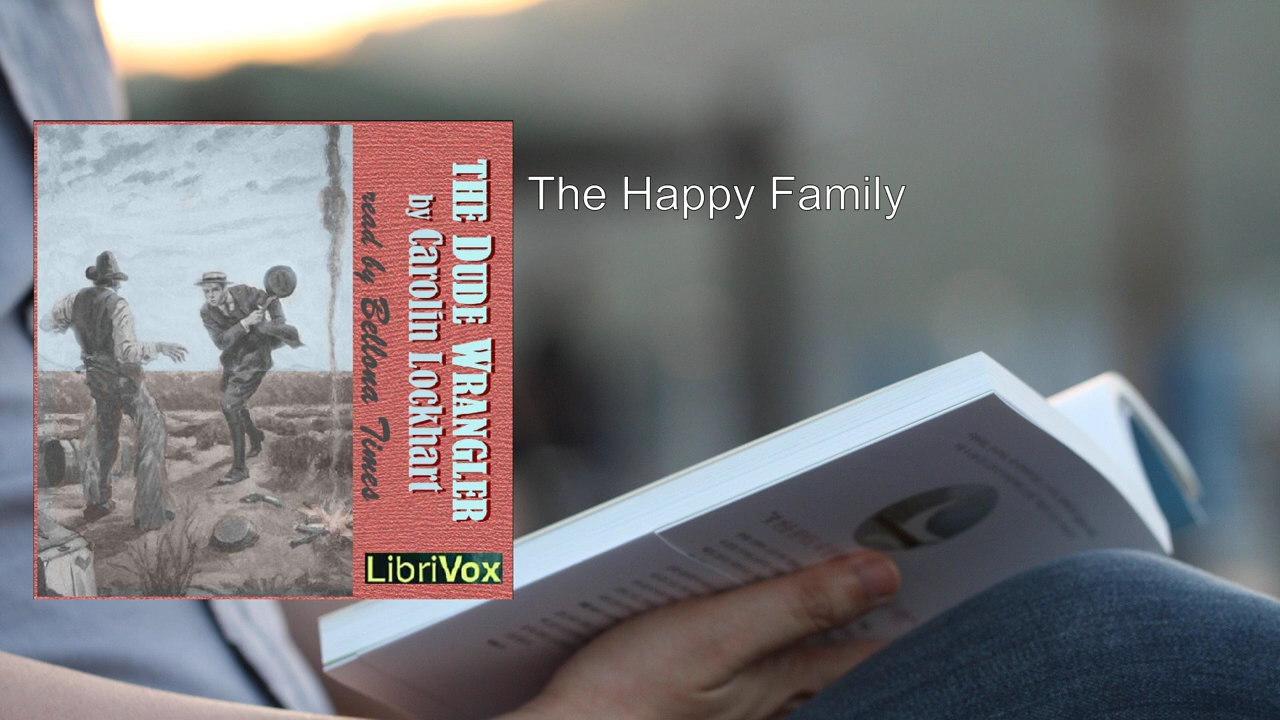 THE DUDE WRANGLER
by Carolin Lockhart
read by Bellona Times
LibriVox
The Happy Family